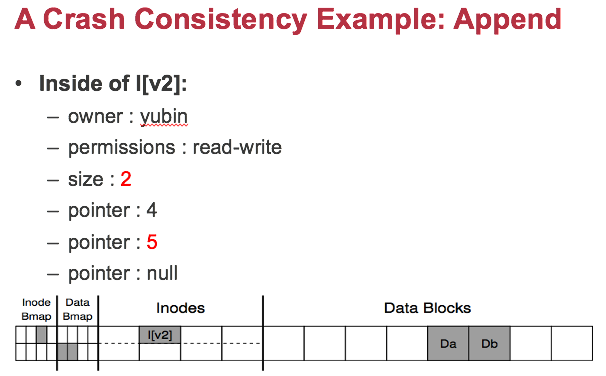 A Crash Consistency Example: Append
• Inside of I[v2]:
– owner : yubin
– permissions : read-write
– size : 2
– pointer : 4
– pointer : 5
– pointer : null
Inode Bmap
Data Bmap
Inodes
Data Blocks
I[v2]
Da
Db